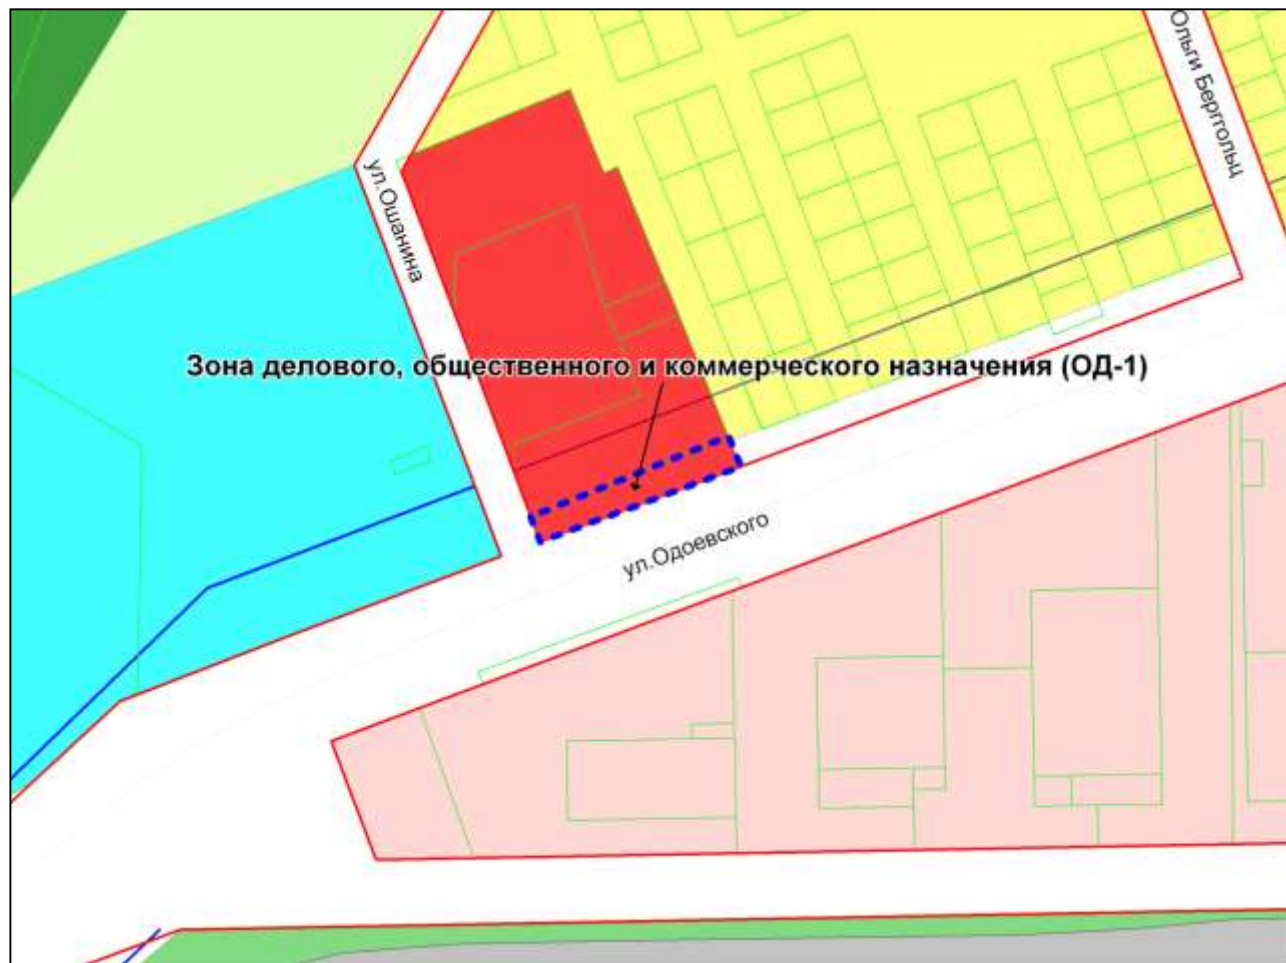 Ольги Берггольц
ул.Ошанина
Зона делового, общественного и коммерческого назначения (ОД-1)
ул.Одоевского